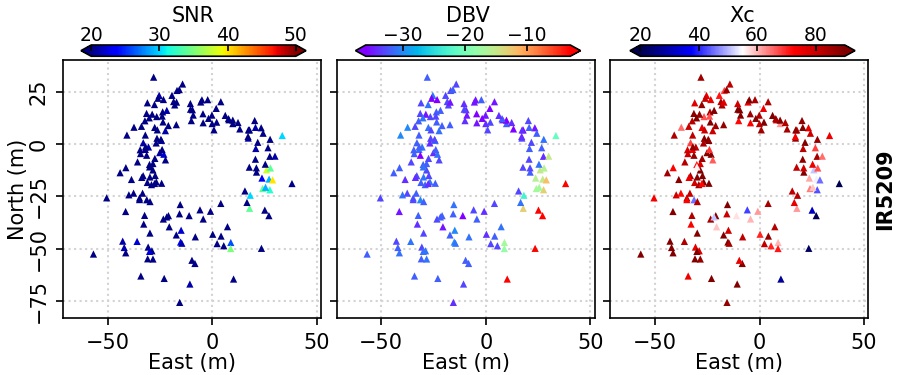 SNR
DBV
Xc
20 30 40 50
−30 −20 −10
20 40 60 80
25
0
−25
−50
−75
North (m)
−50 0 50
−50 0 50
−50 0 50
East (m)
East (m)
East (m)
IR5209